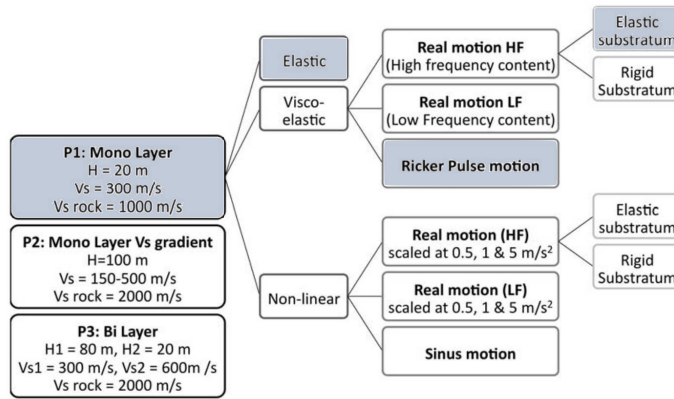 P1: Mono Layer
H = 20 m
Vs = 300 m/s
Vs rock = 1000 m/s
P2: Mono Layer Vs gradient
H=100 m
Vs = 150-500 m/s
Vs rock = 2000 m/s
P3: Bi Layer
H1 = 80 m, H2 = 20 m
Vs1 = 300 m/s, Vs2 = 600m /s
Vs rock = 2000 m/s
Elastic
Visco-
elastic
Non-linear
Real motion HF
(High frequency content)
Real motion LF
(Low Frequency content)
Ricker Pulse motion
Real motion (HF)
scaled at 0.5, 1 & 5 m/s²
Real motion (LF)
scaled at 0.5, 1 & 5 m/s²
Sinus motion
Elastic
substratum
Rigid
Substratum
Elastic
substratum
Rigid
Substratum